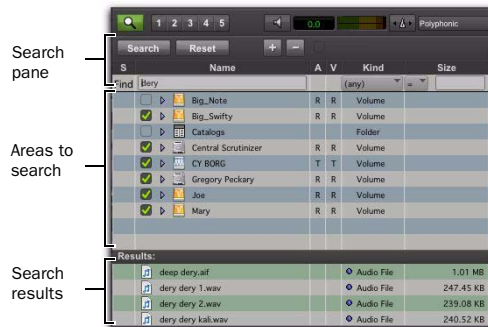 1 2 3 4 5 0.0 Polyphonic
Search pane
Search Reset + −
S Name A V Kind Size
Find dery (any) =
Areas to search
Big_Note R R Volume
Big_Swifty R R Volume
Catalogs Folder
Central Scrutinizer R R Volume
CY BORG T T Volume
Gregory Peckary R R Volume
Joe R R Volume
Mary R R Volume
Search results
Results:
deep dery.aif Audio File 1.01 MB
dery dery 1.wav Audio File 247.45 KB
dery dery 2.wav Audio File 239.08 KB
dery dery kali.wav Audio File 240.52 KB